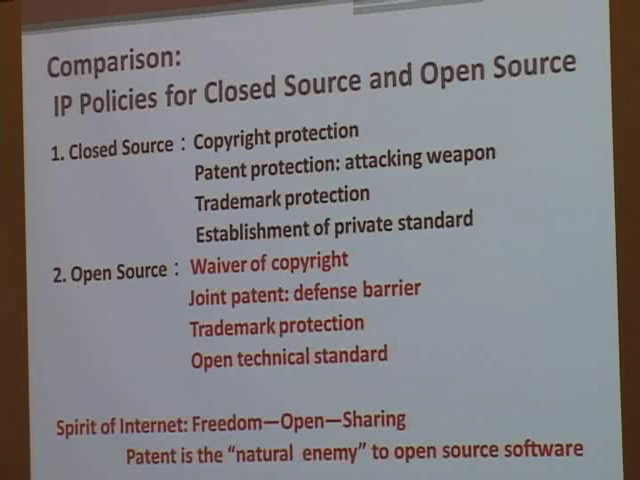 Comparison:
IP Policies for Closed Source and Open Source
1. Closed Source : Copyright protection
Patent protection: attacking weapon
Trademark protection
Establishment of private standard
2. Open Source : Waiver of copyright
Joint patent: defense barrier
Trademark protection
Open technical standard
Spirit of Internet: Freedom—Open—Sharing
Patent is the “natural enemy” to open source software